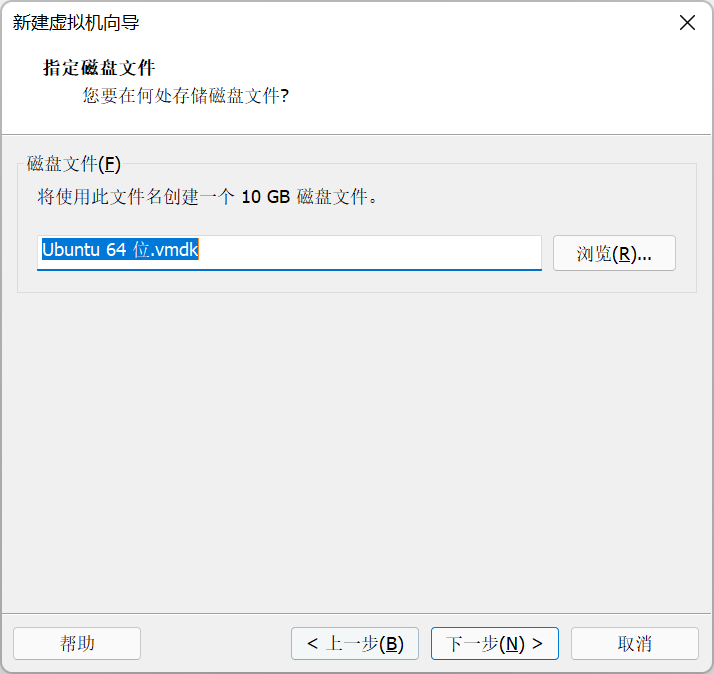 新建虚拟机向导
指定磁盘文件
您要在何处存储磁盘文件?
磁盘文件(F)
将使用此文件名创建一个 10 GB 磁盘文件。
Ubuntu 64 位.vmdk
浏览(R)...
帮助
< 上一步(B)
下一步(N) >
取消